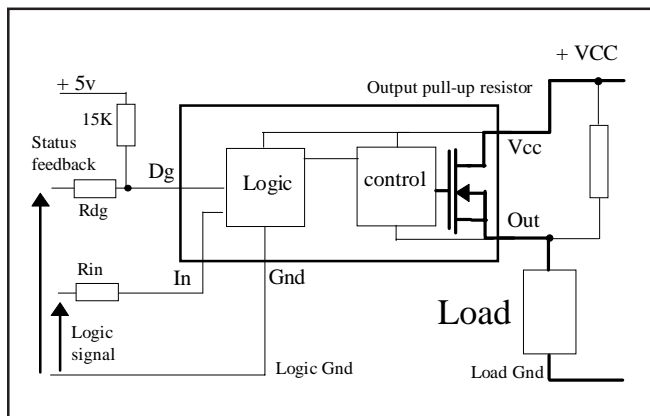 + VCC
+ 5v
Output pull-up resistor
15K
Status
feedback
Vcc
Dg
Logic
control
Rdg
Out
Rin
In
Gnd
Load
Logic
signal
Logic Gnd
Load Gnd